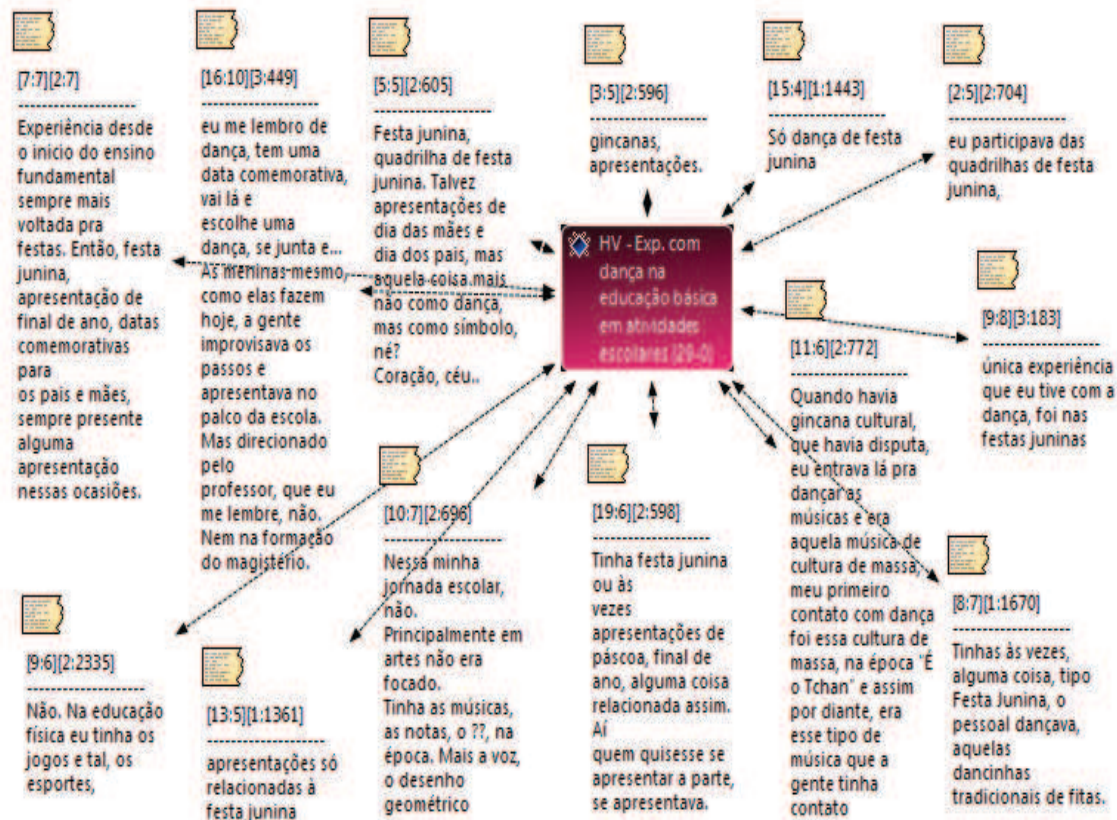 [7:7][2:7]
--------------------
Experiência desde
o inicio do ensino
fundamental
sempre mais
voltada pra
festas. Então, festa
junina,
apresentação de
final de ano, datas
comemorativas
para
os pais e mães,
sempre presente
alguma
apresentação
nessas ocasiões.
[16:10][3:449]
--------------------
eu me lembro de
dança, tem uma
data comemorativa,
vai lá e
escolhe uma
dança, se junta e...
As meninas mesmo,
como elas fazem
hoje, a gente
improvisava os
passos e
apresentava no
palco da escola.
Mas direcionado
pelo
professor, que eu
me lembre, não.
Nem na formação
do magistério.
[5:5][2:605]
--------------------
Festa junina,
quadrilha de festa
junina. Talvez
apresentações de
dia das mães e
dia dos pais, mas
aquela coisa mais
não como dança,
mas como símbolo,
né?
Coração, céu..
[3:5][2:596]
--------------------
gincanas,
apresentações.
[15:4][1:1443]
--------------------
Só dança de festa
junina
[2:5][2:704]
--------------------
eu participava das
quadrilhas de festa
junina,
HV - Exp. com
dança na
educação básica
em atividades
escolares
[9:8][3:183]
--------------------
única experiência
que eu tive com a
dança, foi nas
festas juninas
[11:6][2:772]
--------------------
Quando havia
gincana cultural,
que havia disputa,
eu entrava lá pra
dançar as
músicas e era
aquela música de
cultura de massa,
meu primeiro
contato com dança
foi essa cultura de
massa, na época "É
o Tchan" e assim
por diante, era
esse tipo de
música que a
gente tinha
contato
[10:7][2:696]
--------------------
Nessa minha
jornada escolar,
não.
Principalmente em
artes não era
focado.
Tinha as músicas,
as notas, o ??, na
época. Mais a voz,
o desenho
geométrico
[19:6][2:598]
--------------------
Tinha festa junina
ou às
vezes
apresentações de
páscoa, final de
ano, alguma coisa
relacionada assim.
Aí
quem quisesse se
apresentar a parte,
se apresentava.
[8:7][1:1670]
--------------------
Tinhas às vezes,
alguma coisa, tipo
Festa Junina, o
pessoal dançava,
aquelas
dancinhas
tradicionais de fitas.
[9:6][2:2335]
--------------------
Não. Na educação
física eu tinha os
jogos e tal, os
esportes,
[13:5][1:1361]
--------------------
apresentações só
relacionadas à
festa junina